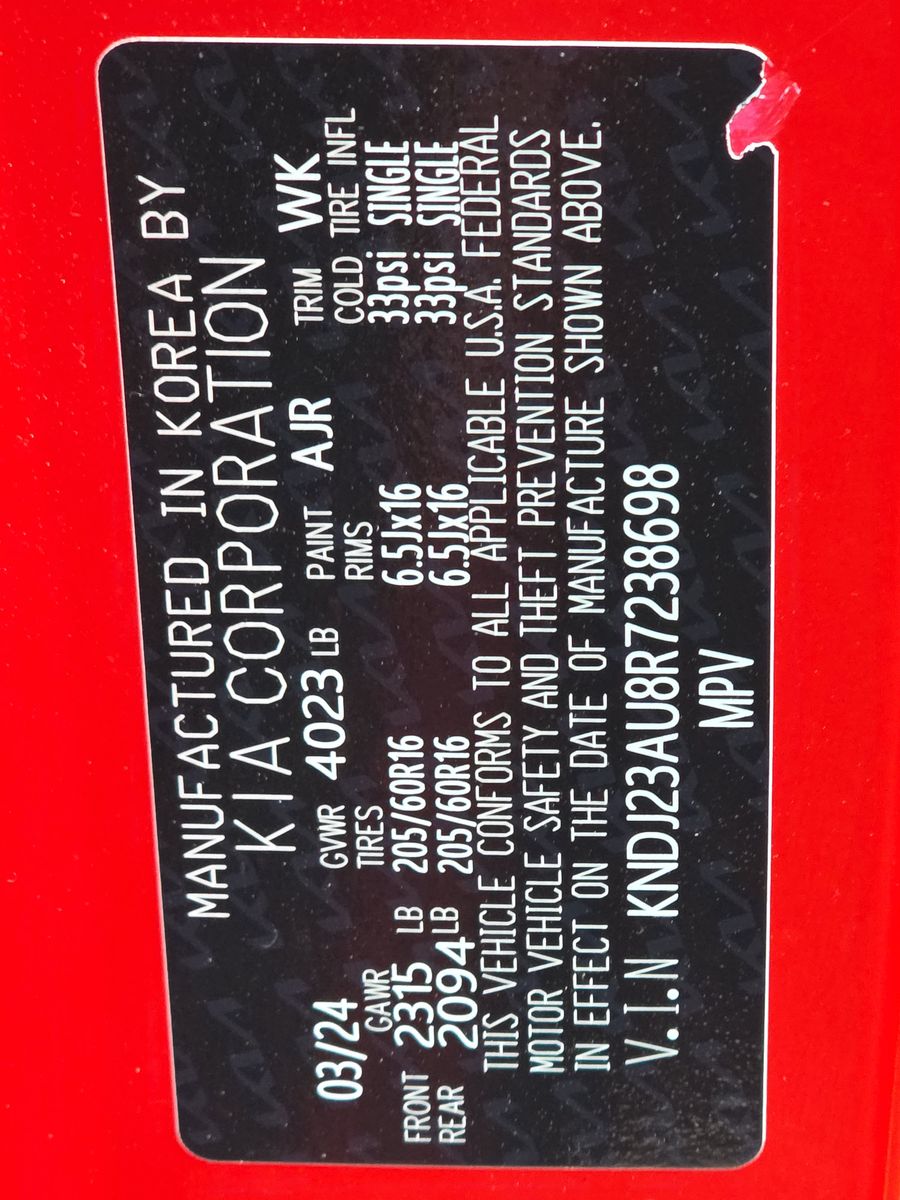 MANUFACTURED IN KOREA BY
KIA CORPORATION
03/24 GVWR 4023 LB PAINT AJR TRIM WK
GAWR TIRES RIMS COLD TIRE INFL
FRONT 2315 LB 205/60R16 6.5Jx16 33psi SINGLE
REAR 2094 LB 205/60R16 6.5Jx16 33psi SINGLE
THIS VEHICLE CONFORMS TO ALL APPLICABLE U.S.A. FEDERAL
MOTOR VEHICLE SAFETY AND THEFT PREVENTION STANDARDS
IN EFFECT ON THE DATE OF MANUFACTURE SHOWN ABOVE.
V.I.N KNDJ23AU8R7238698
MPV